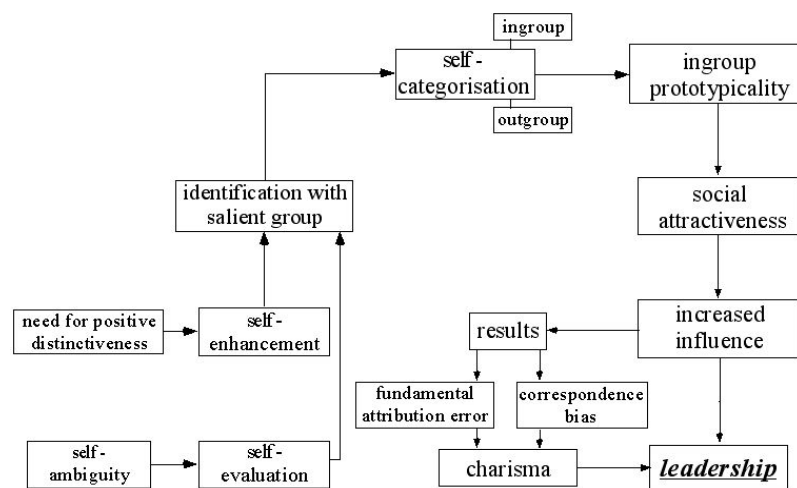 ingroup
self -
categorisation
outgroup
ingroup
prototypicality
identification with
salient group
social
attractiveness
need for positive
distinctiveness
self -
enhancement
results
increased
influence
fundamental
attribution error
correspondence
bias
self -
ambiguity
self-
evaluation
charisma
leadership